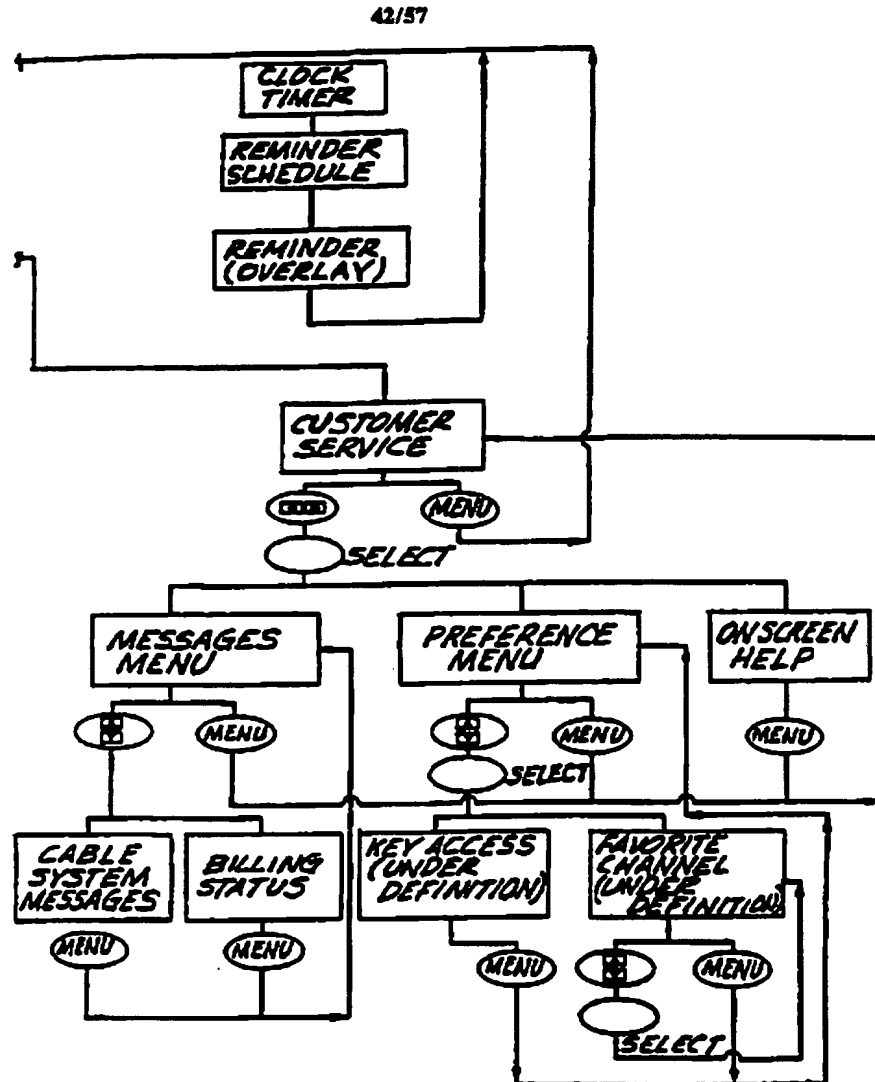 42/57
CLOCK
TIMER
REMINDER
SCHEDULE
REMINDER
(OVERLAY)
CUSTOMER
SERVICE
MENU
SELECT
MESSAGES
MENU
PREFERENCE
MENU
ON SCREEN
HELP
MENU
MENU
MENU
SELECT
CABLE
SYSTEM
MESSAGES
BILLING
STATUS
KEY ACCESS
(UNDER
DEFINITION)
FAVORITE
CHANNEL
(UNDER
DEFINITION)
MENU
MENU
MENU
MENU
SELECT